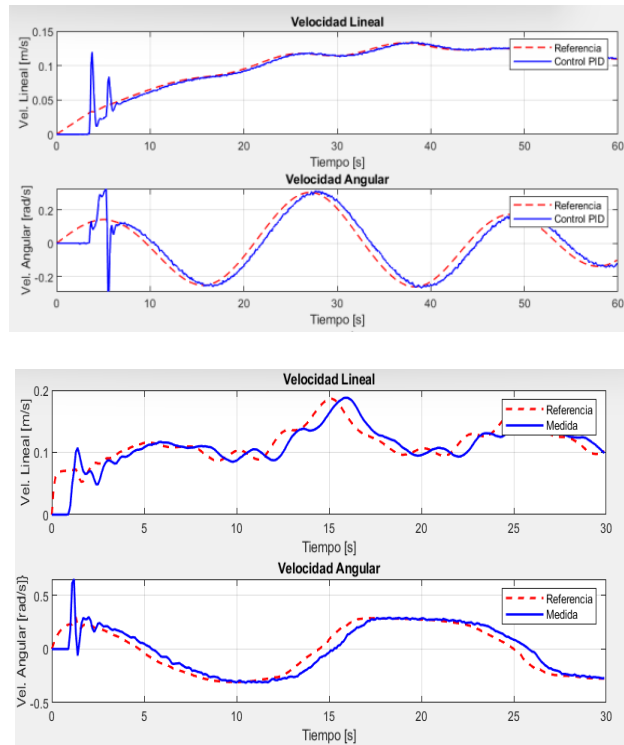 Velocidad Lineal
Vel. Lineal [m/s]
0.15
0.1
0.05
0
0 10 20 30 40 50 60
Tiempo [s]
Referencia
Control PID
Velocidad Angular
Vel. Angular [rad/s]
0.2
0
-0.2
0 10 20 30 40 50 60
Tiempo [s]
Referencia
Control PID
Velocidad Lineal
Vel. Lineal [m/s]
0.2
0.1
0
0 5 10 15 20 25 30
Tiempo [s]
Referencia
Medida
Velocidad Angular
Vel. Angular [rad/s]}
0.5
0
-0.5
0 5 10 15 20 25 30
Tiempo [s]
Referencia
Medida